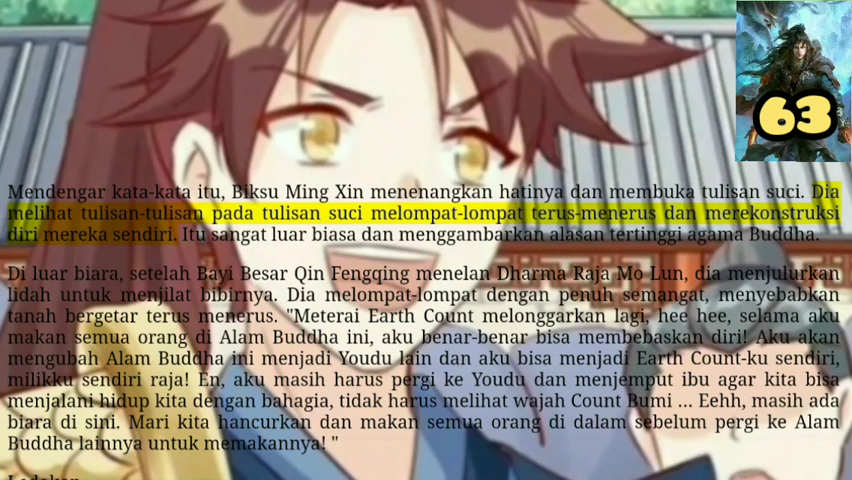 63
Mendengar kata-kata itu, Biksu Ming Xin menenangkan hatinya dan membuka tulisan suci. Dia
melihat tulisan-tulisan pada tulisan suci melompat-lompat terus-menerus dan merekonstruksi
diri mereka sendiri. Itu sangat luar biasa dan menggambarkan alasan tertinggi agama Buddha.
Di luar biara, setelah Bayi Besar Qin Fengqing menelan Dharma Raja Mo Lun, dia menjulurkan
lidah untuk menjilat bibirnya. Dia melompat-lompat dengan penuh semangat, menyebabkan
tanah bergetar terus menerus. "Meterai Earth Count melonggarkan lagi, hee hee, selama aku
makan semua orang di Alam Buddha ini, aku benar-benar bisa membebaskan diri! Aku akan
mengubah Alam Buddha ini menjadi Youdu lain dan aku bisa menjadi Earth Count-ku sendiri,
milikku sendiri raja! En, aku masih harus pergi ke Youdu dan menjemput ibu agar kita bisa
menjalani hidup kita dengan bahagia, tidak harus melihat wajah Count Bumi ... Eehh, masih ada
biara di sini. Mari kita hancurkan dan makan semua orang di dalam sebelum pergi ke Alam
Buddha lainnya untuk memakannya! "
Ledakan